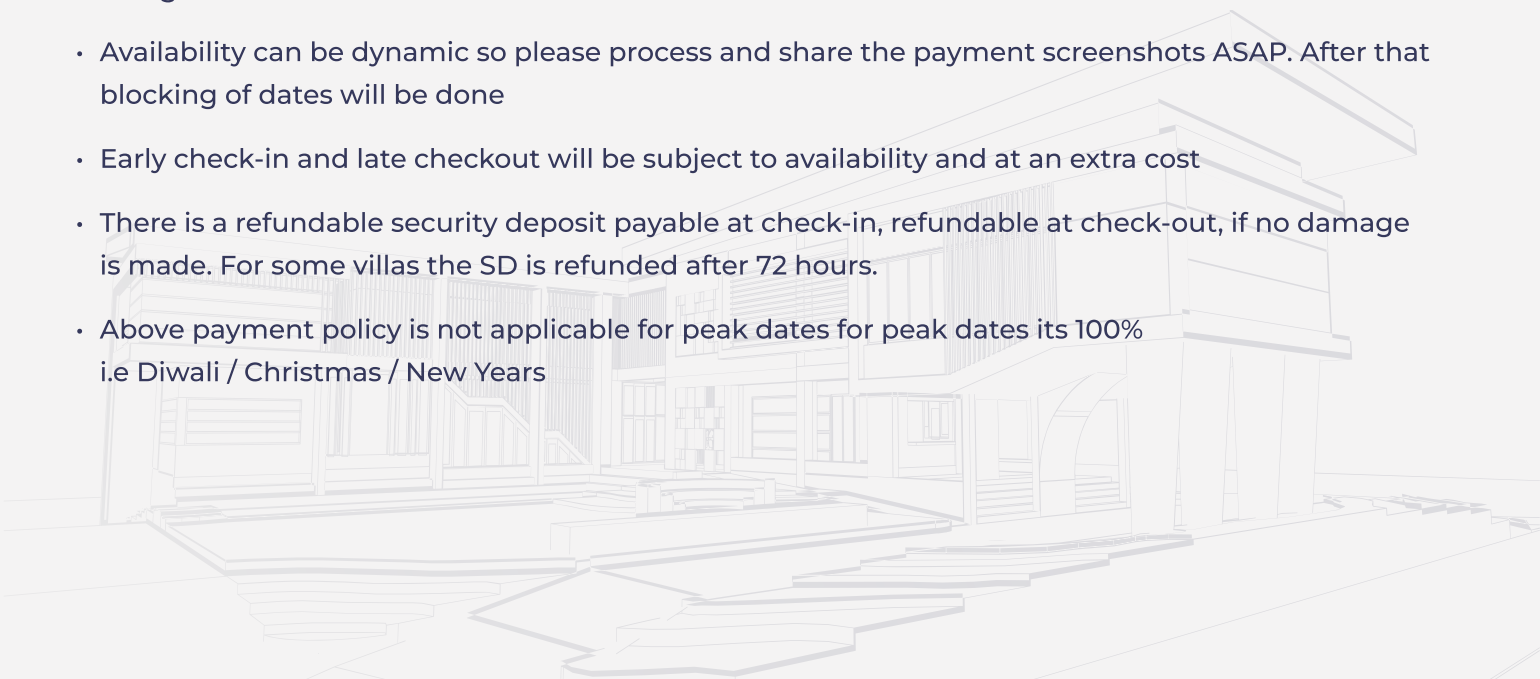 • Availability can be dynamic so please process and share the payment screenshots ASAP. After that
blocking of dates will be done
• Early check-in and late checkout will be subject to availability and at an extra cost
• There is a refundable security deposit payable at check-in, refundable at check-out, if no damage
is made. For some villas the SD is refunded after 72 hours.
• Above payment policy is not applicable for peak dates for peak dates its 100%
i.e Diwali / Christmas / New Years